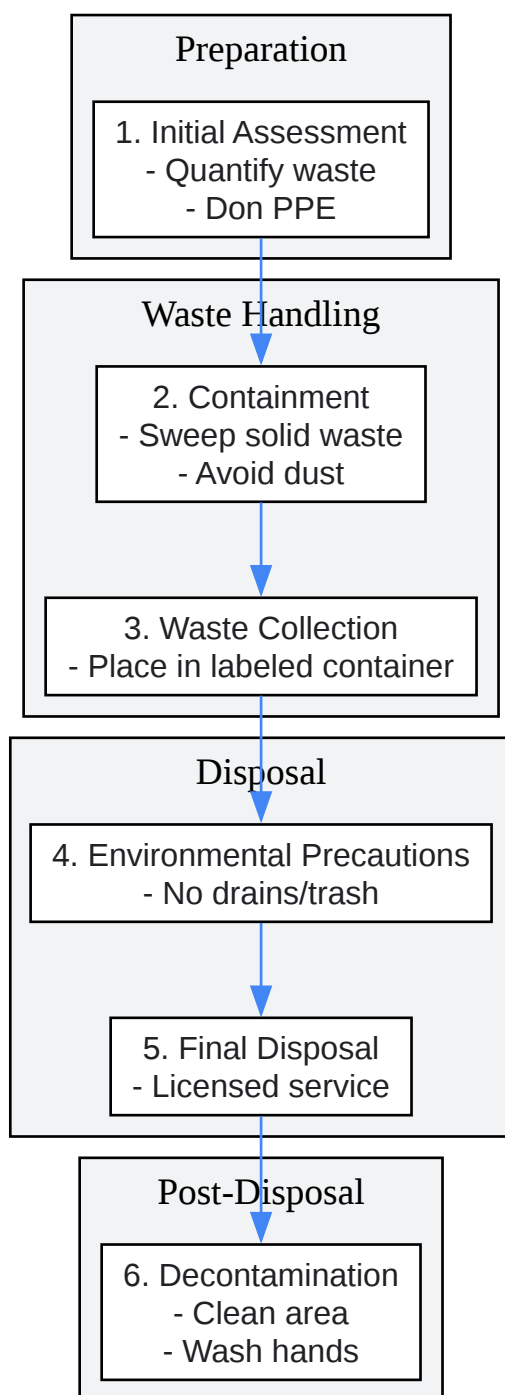 Preparation
1. Initial Assessment
- Quantify waste
- Don PPE
Waste Handling
2. Containment
- Sweep solid waste
- Avoid dust
3. Waste Collection
- Place in labeled container
Disposal
4. Environmental Precautions
- No drains/trash
5. Final Disposal
- Licensed service
Post-Disposal
6. Decontamination
- Clean area
- Wash hands